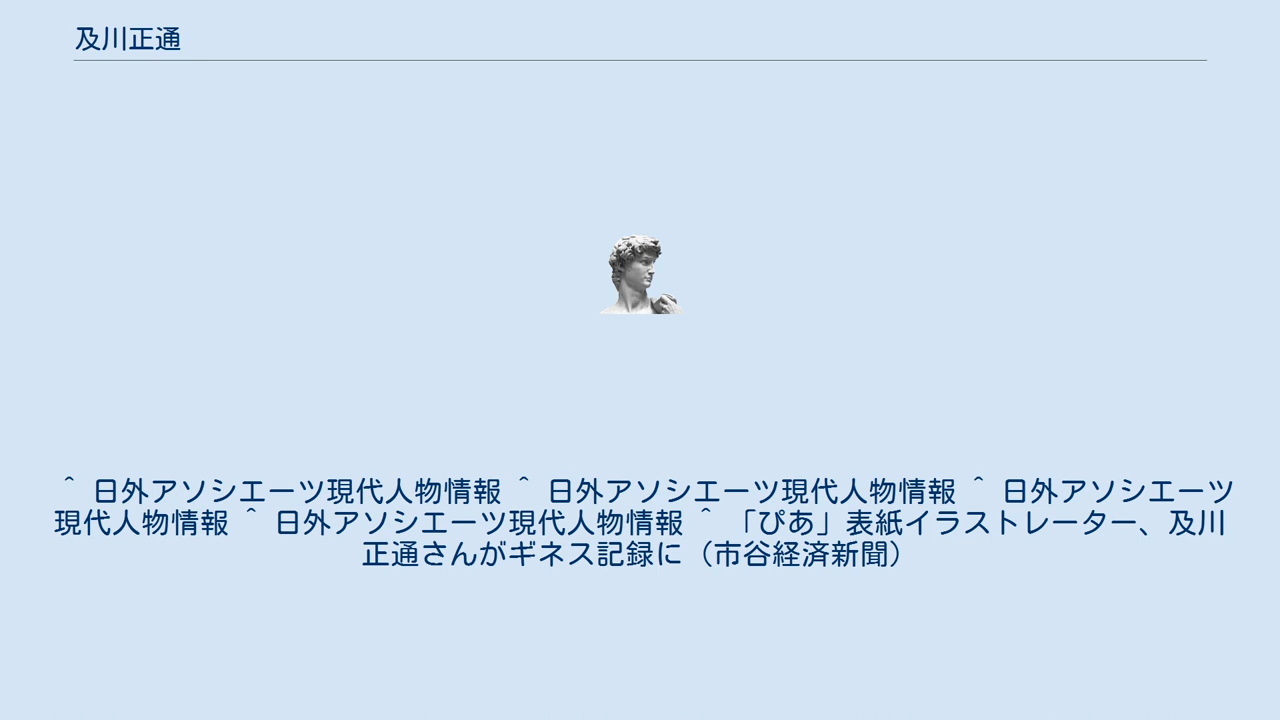 及川正通
^ 日外アソシエーツ現代人物情報 ^ 日外アソシエーツ現代人物情報 ^ 日外アソシエーツ
現代人物情報 ^ 日外アソシエーツ現代人物情報 ^ 「ぴあ」表紙イラストレーター、及川
正通さんがギネス記録に（市谷経済新聞）